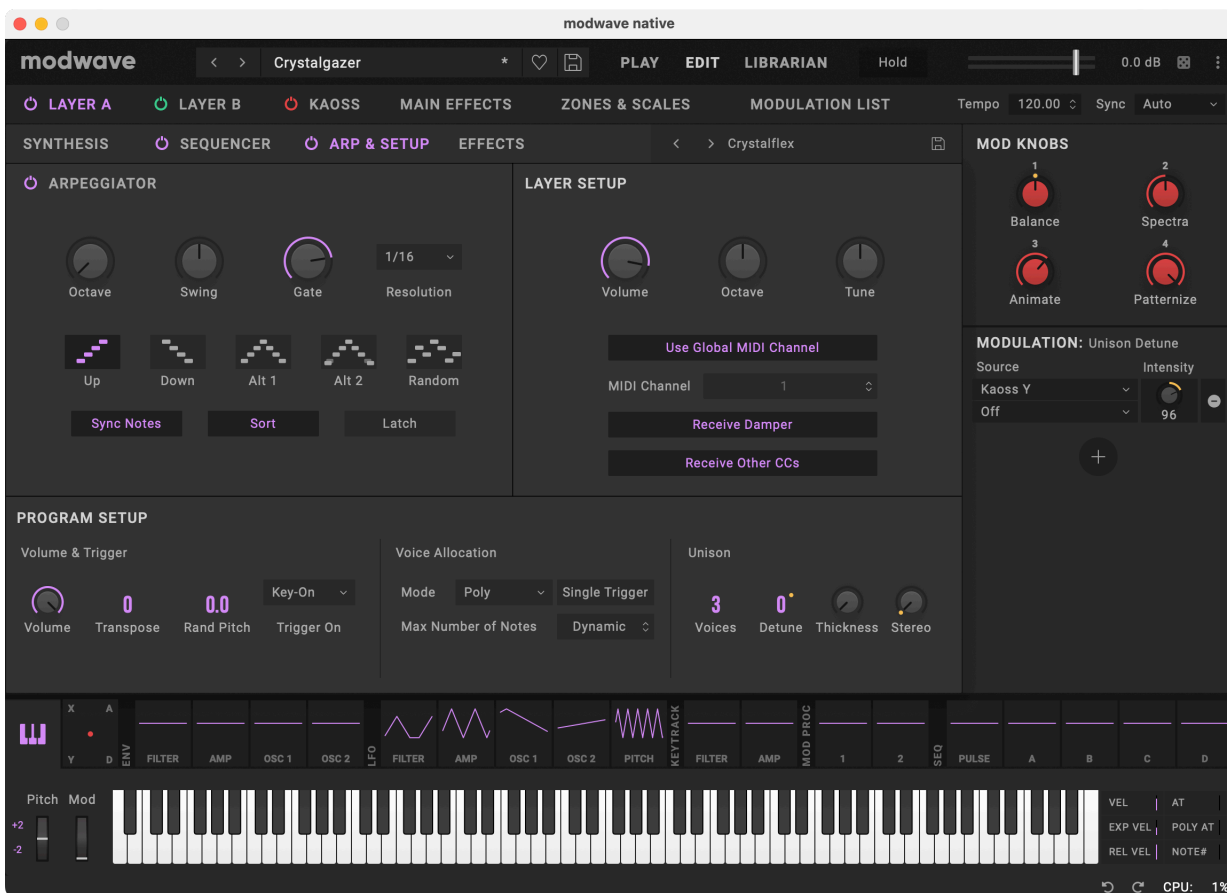 modwave native
modwave
Crystalgazer *
PLAY EDIT LIBRARIAN Hold 0.0 dB
LAYER A LAYER B KAOSS MAIN EFFECTS ZONES & SCALES MODULATION LIST Tempo 120.00 Sync Auto
SYNTHESIS SEQUENCER ARP & SETUP EFFECTS Crystalflex
ARPEGGIATOR
Octave Swing Gate
1/16
Resolution
Up Down Alt 1 Alt 2 Random
Sync Notes Sort Latch
LAYER SETUP
Volume Octave Tune
Use Global MIDI Channel
MIDI Channel 1
Receive Damper
Receive Other CCs
MOD KNOBS
1 2
Balance Spectra
3 4
Animate Patternize
MODULATION: Unison Detune
Source Intensity
Kaoss Y
Off
96
PROGRAM SETUP
Volume & Trigger
0 0.0 Key-On
Volume Transpose Rand Pitch Trigger On
Voice Allocation
Mode Poly Single Trigger
Max Number of Notes Dynamic
Unison
3 0
Voices Detune Thickness Stereo
X A
Y D
ENV
FILTER AMP OSC 1 OSC 2
LFO
FILTER AMP OSC 1 OSC 2 PITCH
KEYTRACK
FILTER AMP
MOD PROC
1 2
SEQ
PULSE A B C D
Pitch Mod
+2
-2
VEL AT
EXP VEL POLY AT
REL VEL NOTE#
CPU: 1%